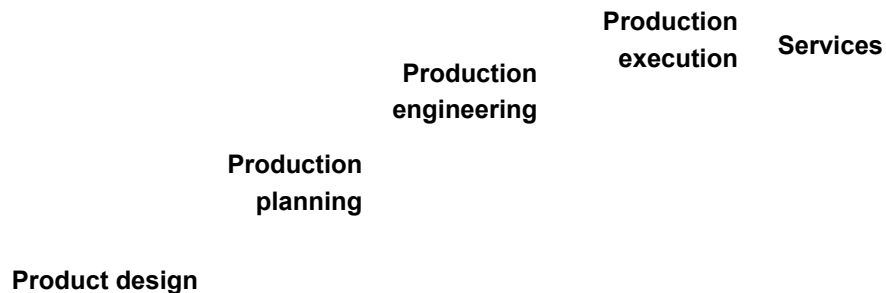 Production
execution
Services
Production
engineering
Production
planning
Product design